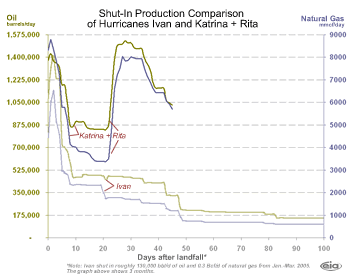 Shut-In Production Comparison
of Hurricanes Ivan and Katrina + Rita
Oil
barrels/day
Natural Gas
mmcf/day
1,575,000
1,400,000
1,225,000
1,050,000
875,000
700,000
525,000
350,000
175,000
-
9000
8000
7000
6000
5000
4000
3000
2000
1000
0
Katrina + Rita
Ivan
0 10 20 30 40 50 60 70 80 90 100
Days after landfall*
*Note: Ivan shut in roughly 150,000 bbl/d of oil and 0.5 Bcf/d of natural gas from Jan.-Mar. 2005.
The graph above shows 3 months.
eia